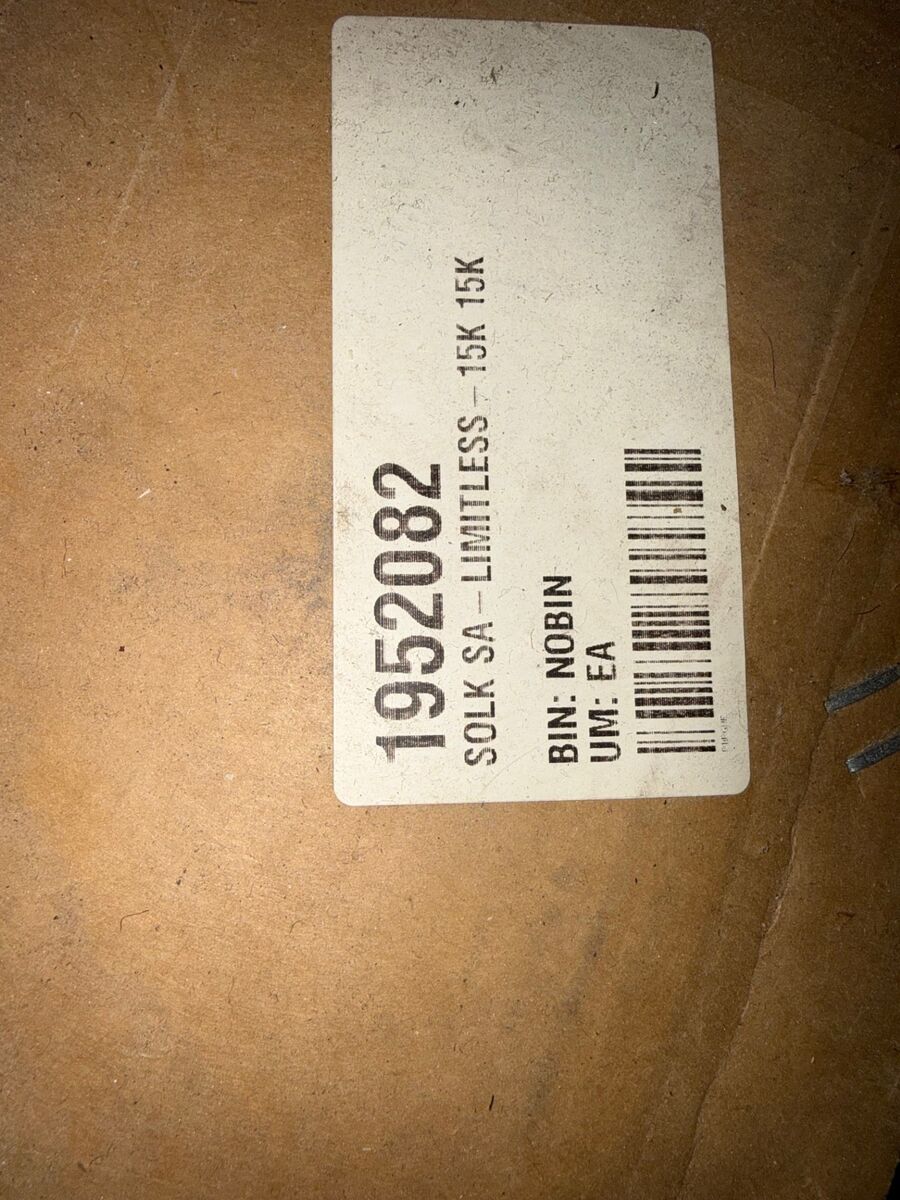 1952082
SOLK SA-LIMITLESS-15K 15K
BIN: NOBIN
UM: EA